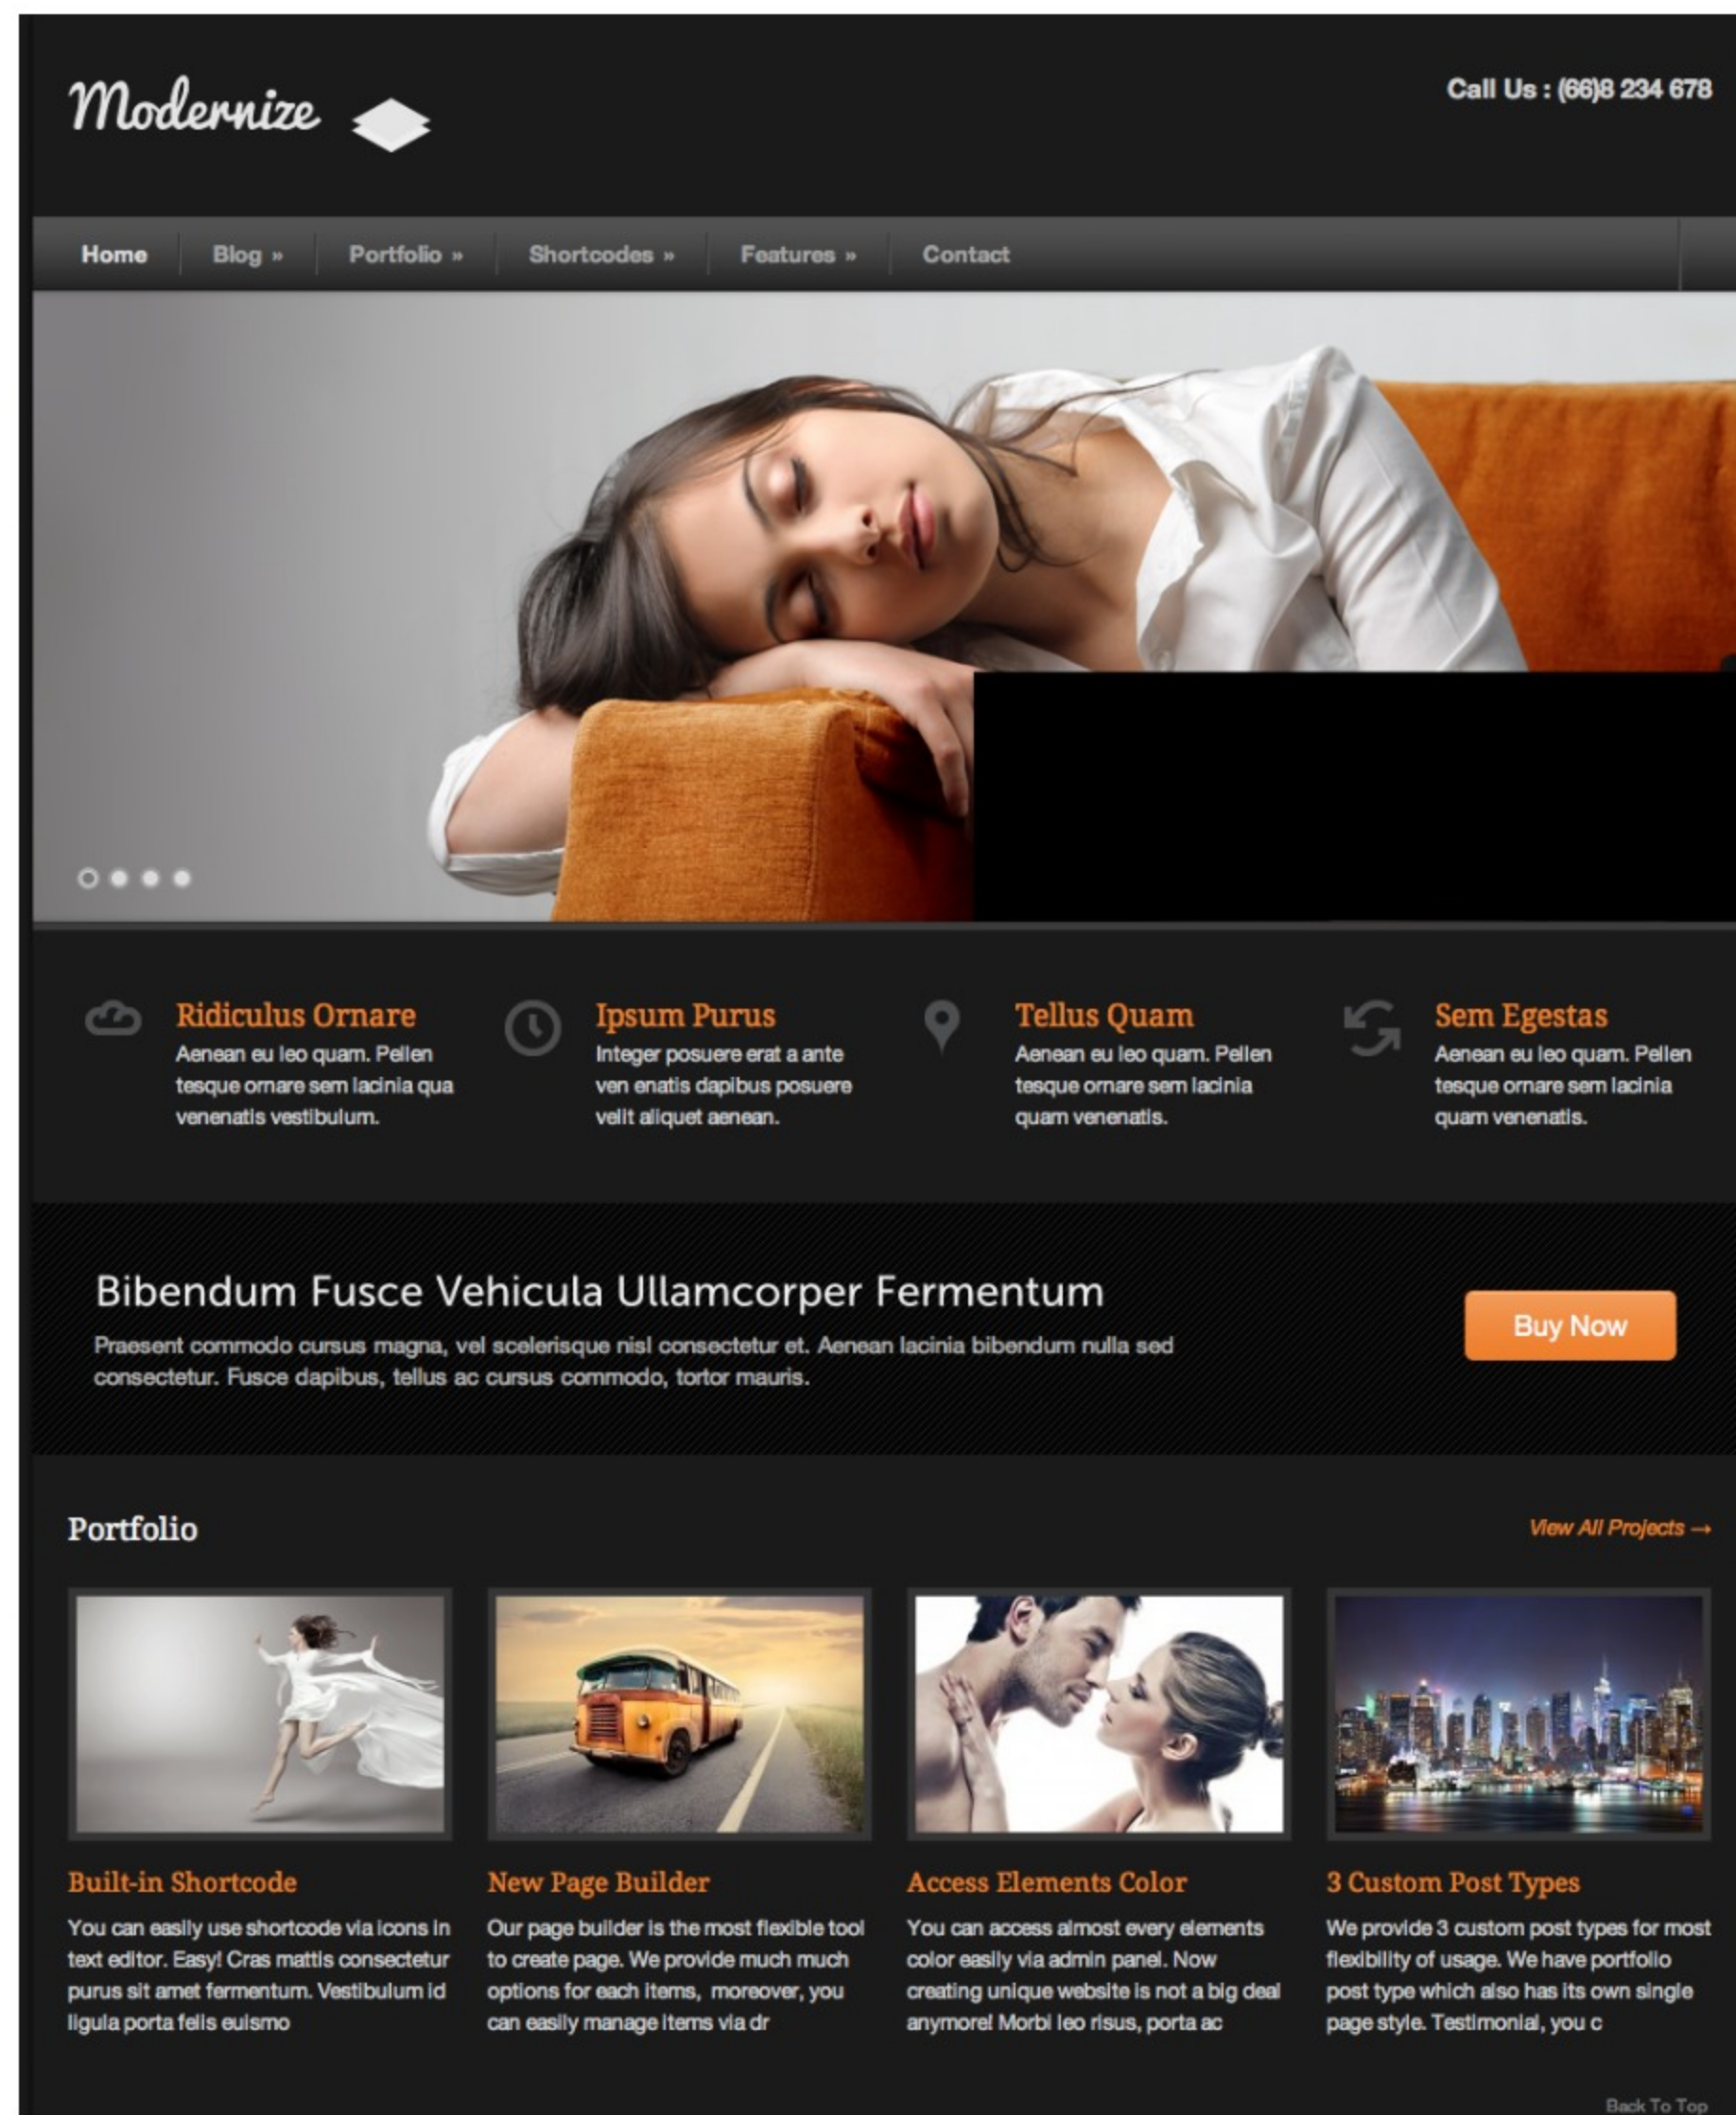 Modernize
Call Us : (66)8 234 678
Home
Blog »
Portfolio »
Shortcodes »
Features »
Contact
Ridiculus Ornare
Aenean eu leo quam. Pellen
tesque ornare sem lacinia qua
venenatis vestibulum.
Ipsum Purus
Integer posuere erat a ante
ven enatis dapibus posuere
velit aliquet aenean.
Tellus Quam
Aenean eu leo quam. Pellen
tesque ornare sem lacinia
quam venenatis.
Sem Egestas
Aenean eu leo quam. Pellen
tesque ornare sem lacinia
quam venenatis.
Bibendum Fusce Vehicula Ullamcorper Fermentum
Praesent commodo cursus magna, vel scelerisque nisl consectetur et. Aenean lacinia bibendum nulla sed
consectetur. Fusce dapibus, tellus ac cursus commodo, tortor mauris.
Buy Now
Portfolio
View All Projects →
Built-in Shortcode
You can easily use shortcode via icons in
text editor. Easy! Cras mattis consectetur
purus sit amet fermentum. Vestibulum id
ligula porta felis euismo
New Page Builder
Our page builder is the most flexible tool
to create page. We provide much much
options for each items, moreover, you
can easily manage items via dr
Access Elements Color
You can access almost every elements
color easily via admin panel. Now
creating unique website is not a big deal
anymore! Morbi leo risus, porta ac
3 Custom Post Types
We provide 3 custom post types for most
flexibility of usage. We have portfolio
post type which also has its own single
page style. Testimonial, you c
Back To Top